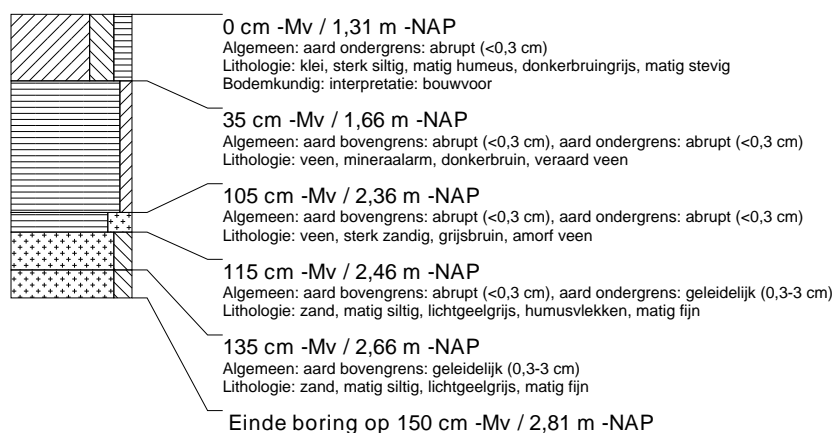 0 cm -Mv / 1,31 m -NAP
Algemeen: aard ondergrens: abrupt (<0,3 cm)
Lithologie: klei, sterk siltig, matig humeus, donkerbruingrijs, matig stevig
Bodemkundig: interpretatie: bouwvoor
35 cm -Mv / 1,66 m -NAP
Algemeen: aard bovengrens: abrupt (<0,3 cm), aard ondergrens: abrupt (<0,3 cm)
Lithologie: veen, mineraalarm, donkerbruin, veraard veen
105 cm -Mv / 2,36 m -NAP
Algemeen: aard bovengrens: abrupt (<0,3 cm), aard ondergrens: abrupt (<0,3 cm)
Lithologie: veen, sterk zandig, grijsbruin, amorf veen
115 cm -Mv / 2,46 m -NAP
Algemeen: aard bovengrens: abrupt (<0,3 cm), aard ondergrens: geleidelijk (0,3-3 cm)
Lithologie: zand, matig siltig, lichtgeelgrijs, humusvlekken, matig fijn
135 cm -Mv / 2,66 m -NAP
Algemeen: aard bovengrens: geleidelijk (0,3-3 cm)
Lithologie: zand, matig siltig, lichtgeelgrijs, matig fijn
Einde boring op 150 cm -Mv / 2,81 m -NAP